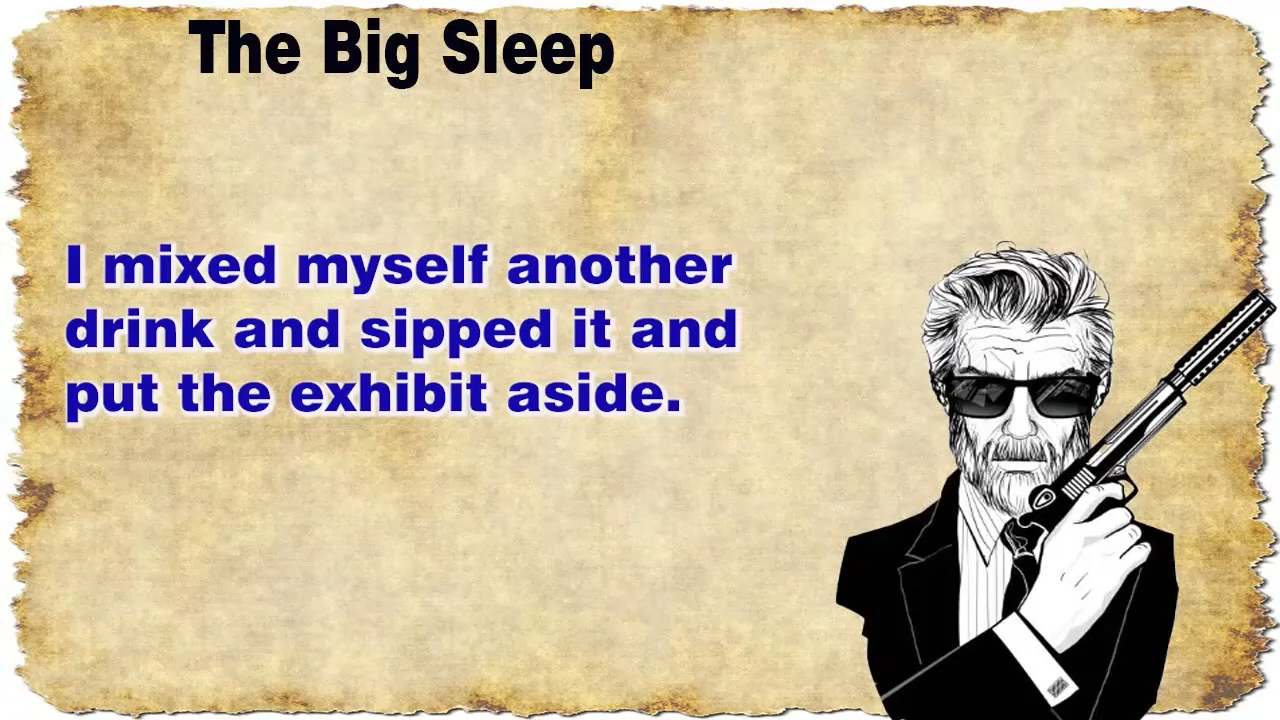 The Big Sleep
I mixed myself another
drink and sipped it and
put the exhibit aside.